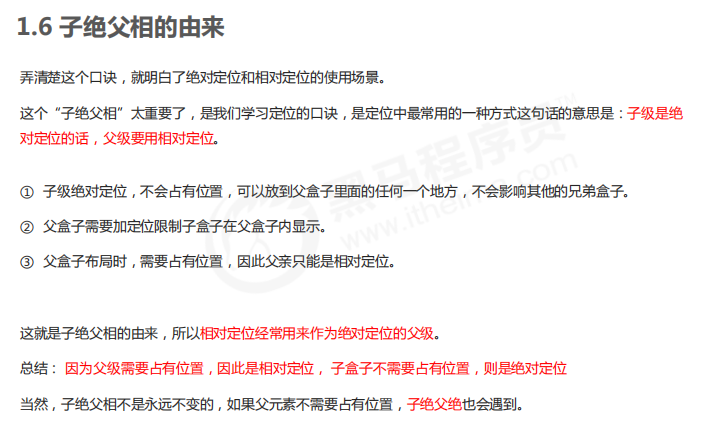 1.6 子绝父相的由来
弄清楚这个口诀，就明白了绝对定位和相对定位的使用场景。
这个“子绝父相”太重要了，是我们学习定位的口诀，是定位中最常用的一种方式这句话的意思是：子级是绝
对定位的话，父级要用相对定位。
① 子级绝对定位，不会占有位置，可以放到父盒子里面的任何一个地方，不会影响其他的兄弟盒子。
② 父盒子需要加定位限制子盒子在父盒子内显示。
③ 父盒子布局时，需要占有位置，因此父亲只能是相对定位。
这就是子绝父相的由来，所以相对定位经常用来作为绝对定位的父级。
总结： 因为父级需要占有位置，因此是相对定位， 子盒子不需要占有位置，则是绝对定位
当然，子绝父相不是永远不变的，如果父元素不需要占有位置，子绝父绝也会遇到。
黑马程序员
www.itheima.com